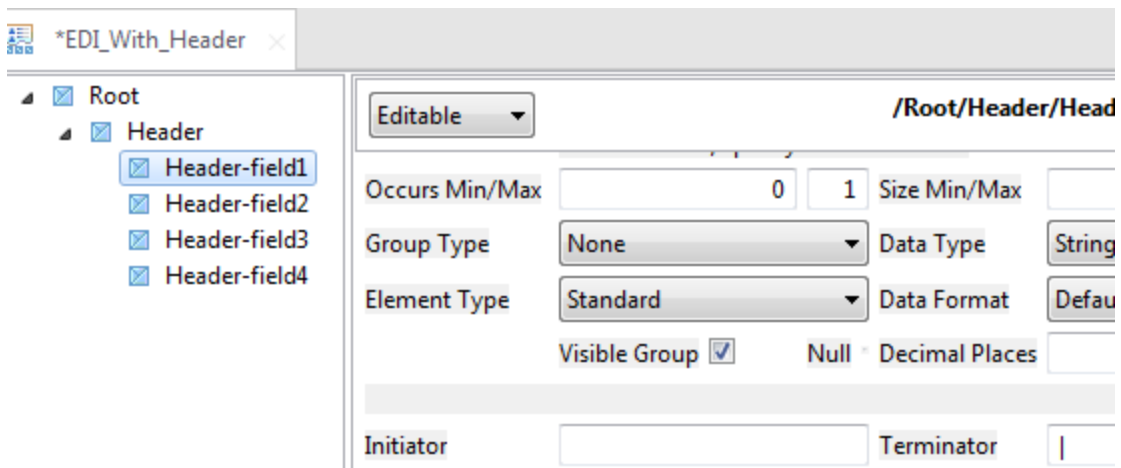 *EDI_With_Header
Root
Header
Header-field1
Header-field2
Header-field3
Header-field4
Editable
/Root/Header/Head
Occurs Min/Max 0 1 Size Min/Max
Group Type None Data Type String
Element Type Standard Data Format Defau
Visible Group Null Decimal Places
Initiator Terminator |